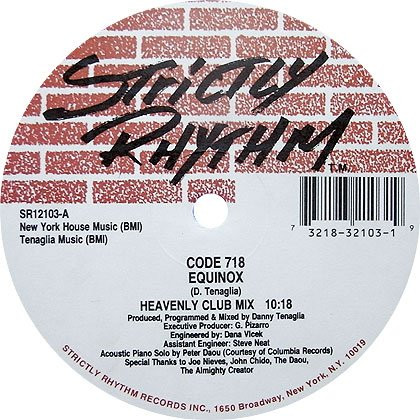 STRICTLY
RHYTHM
T.M.
SR12103-A
New York House Music (BMI)
Tenaglia Music (BMI)
7 3218-32103-1 9
CODE 718
EQUINOX
(D. Tenaglia)
HEAVENLY CLUB MIX 10:18
Produced, Programmed & Mixed by Danny Tenaglia
Executive Producer: G. Pizarro
Engineered by: Dana Vlcek
Assistant Engineer: Steve Neat
Acoustic Piano Solo by Peter Daou (Courtesy of Columbia Records)
Special Thanks to Joe Nieves, John Chido, The Daou,
The Almighty Creator
STRICTLY RHYTHM RECORDS INC., 1650 Broadway, New York, N.Y. 10019